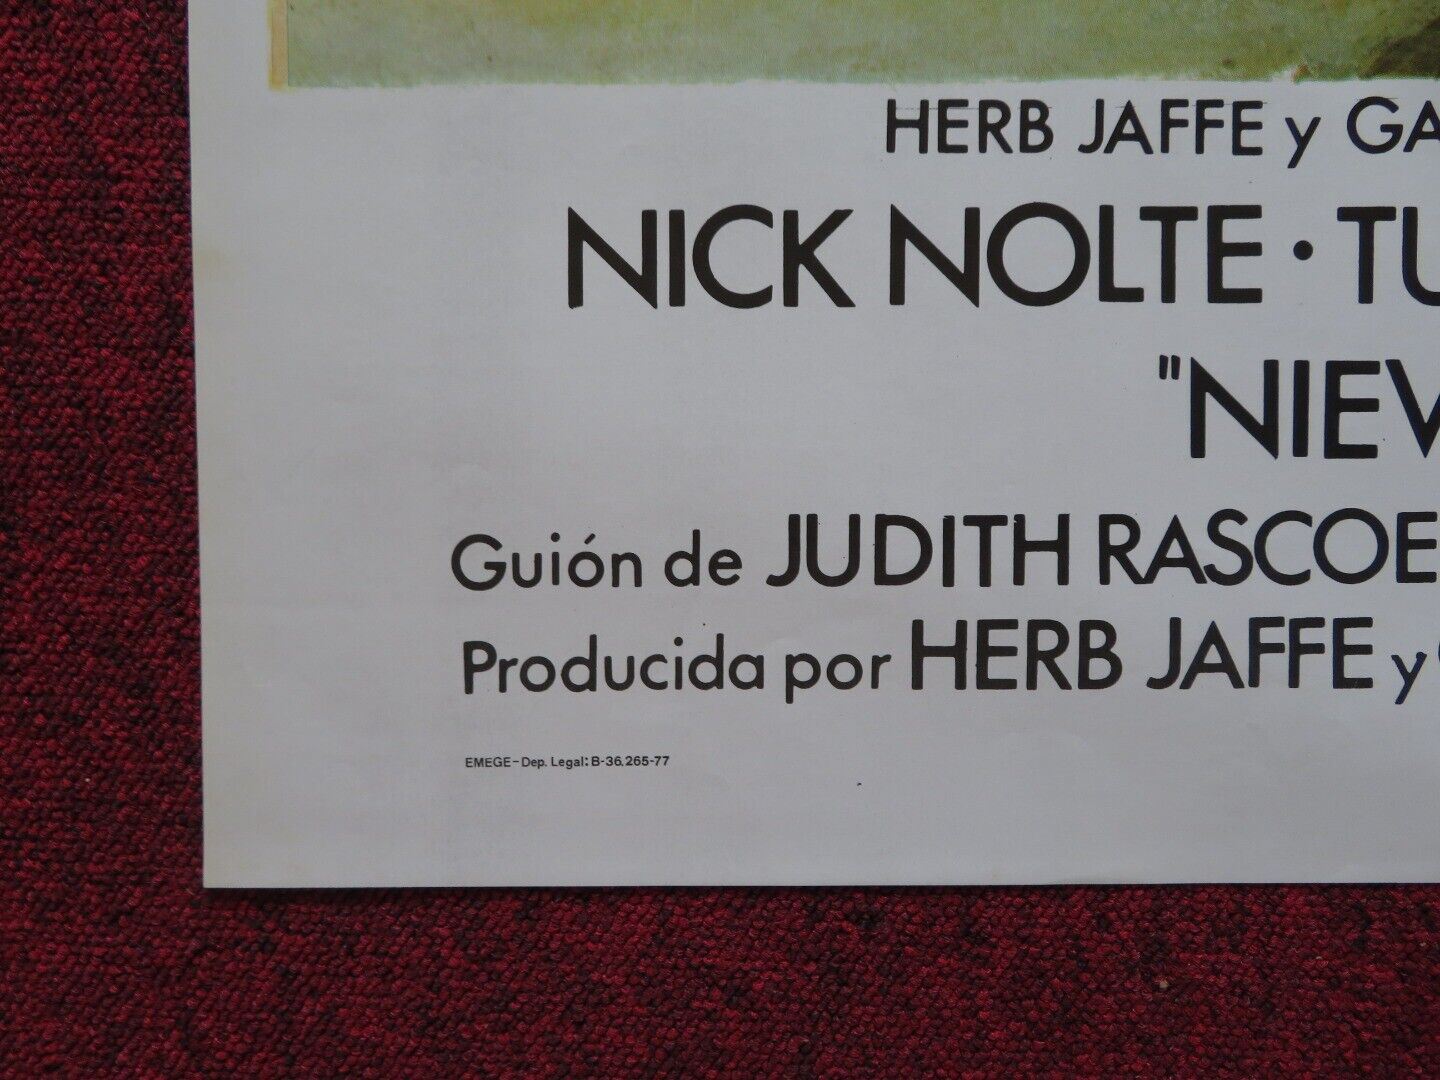 HERB JAFFE y GA
NICK NOLTE · TU
"NIEV
Guión de JUDITH RASCOE
Producida por HERB JAFFE y
EMEGE - Dep. Legal: B-36.265-77